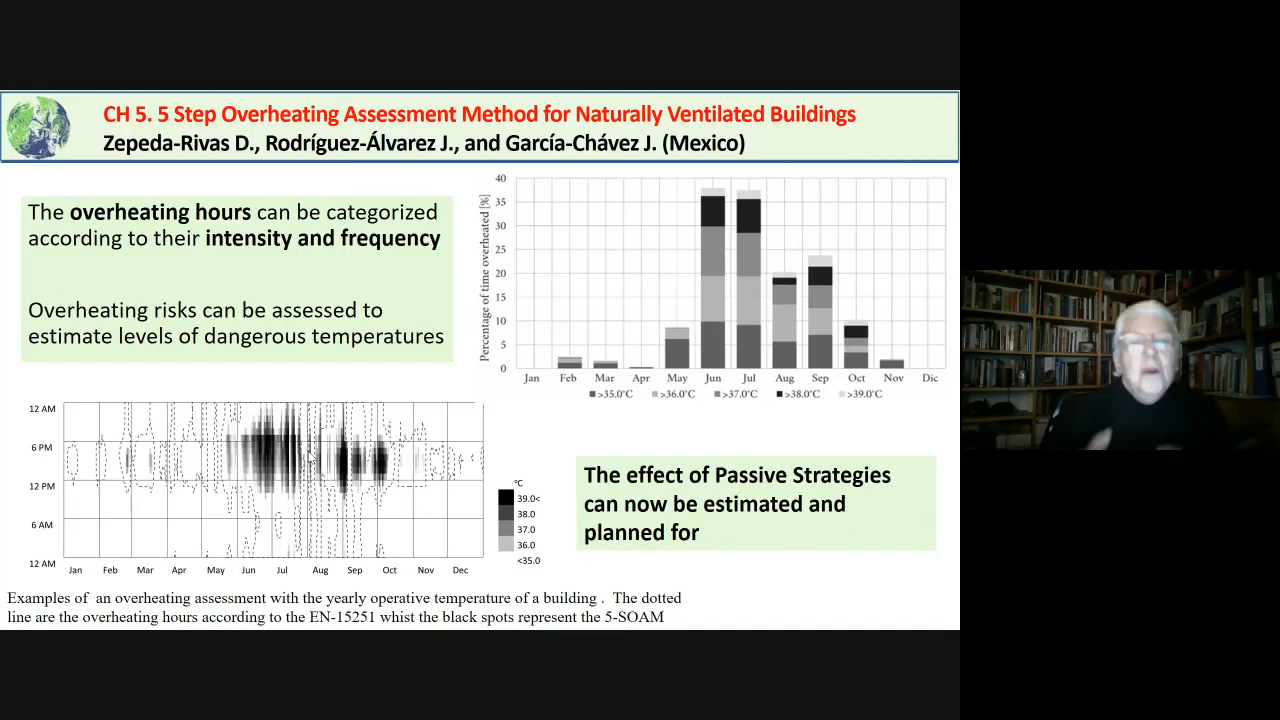 CH 5. 5 Step Overheating Assessment Method for Naturally Ventilated Buildings
Zepeda-Rivas D., Rodríguez-Álvarez J., and García-Chávez J. (Mexico)
The overheating hours can be categorized
according to their intensity and frequency
Overheating risks can be assessed to
estimate levels of dangerous temperatures
Percentage of time overheated [%]
40
35
30
25
20
15
10
5
0
Jan Feb Mar Apr May Jun Jul Aug Sep Oct Nov Dic
>35.0°C >36.0°C >37.0°C >38.0°C >39.0°C
12 AM
6 PM
12 PM
6 AM
12 AM
Jan Feb Mar Apr May Jun Jul Aug Sep Oct Nov Dec
°C
39.0<
38.0
37.0
36.0
<35.0
The effect of Passive Strategies
can now be estimated and
planned for
Examples of an overheating assessment with the yearly operative temperature of a building . The dotted
line are the overheating hours according to the EN-15251 whist the black spots represent the 5-SOAM